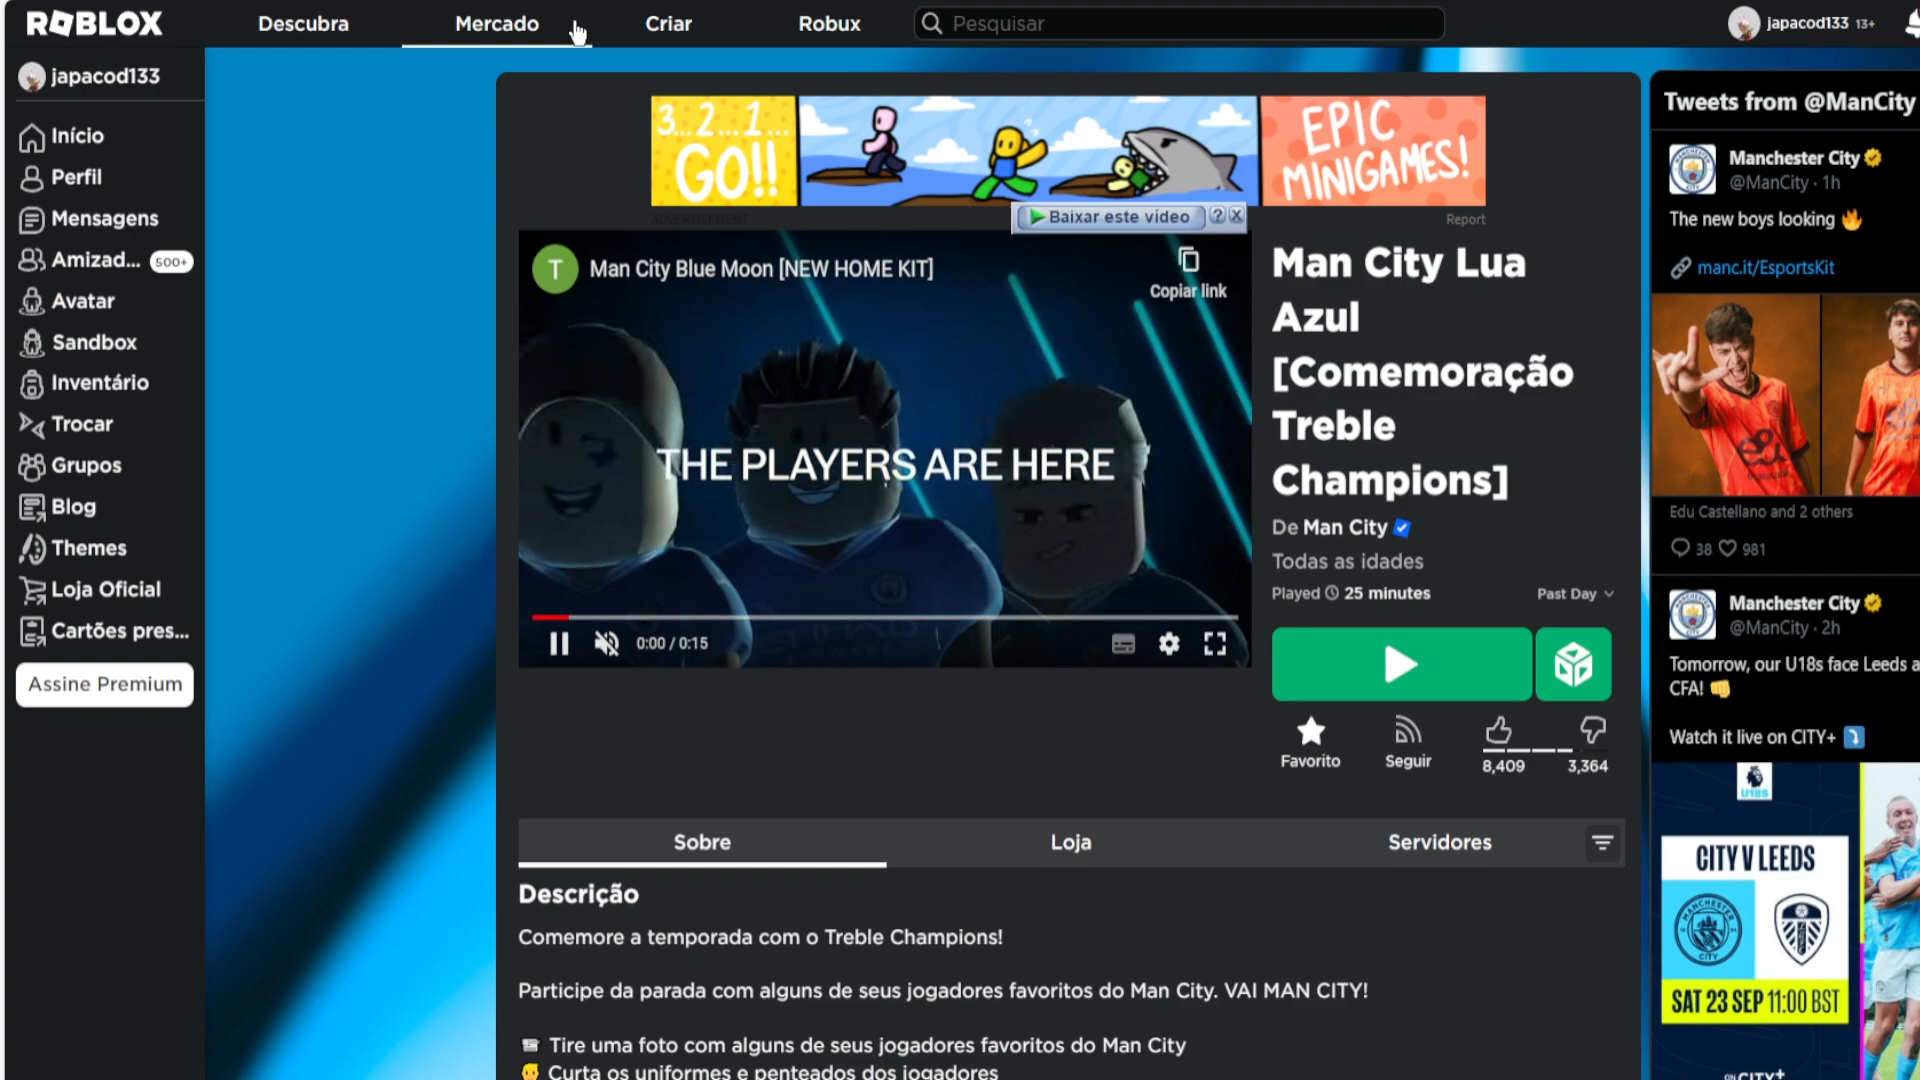 ROBLOX
Descubra
Mercado
Criar
Robux
Pesquisar
japacod133 13+
japacod133
Início
Perfil
Mensagens
Amizad... 500+
Avatar
Sandbox
Inventário
Trocar
Grupos
Blog
Themes
Loja Oficial
Cartões pres...
Assine Premium
3...2...1...
GO!!
EPIC
MINIGAMES!
ADVERTISEMENT
Report
Baixar este vídeo ? X
T
Man City Blue Moon [NEW HOME KIT]
Copiar link
THE PLAYERS ARE HERE
0:00 / 0:15
Man City Lua
Azul
[Comemoração
Treble
Champions]
De Man City
Todas as idades
Played 25 minutes
Past Day
Favorito
Seguir
8,409
3,364
Sobre
Loja
Servidores
Descrição
Comemore a temporada com o Treble Champions!
Participe da parada com alguns de seus jogadores favoritos do Man City. VAI MAN CITY!
Tire uma foto com alguns de seus jogadores favoritos do Man City
Curta os uniformes e penteados dos jogadores
Tweets from @ManCity
Manchester City
@ManCity · 1h
The new boys looking
manc.it/EsportsKit
Edu Castellano and 2 others
38 981
Manchester City
@ManCity · 2h
Tomorrow, our U18s face Leeds a
CFA!
Watch it live on CITY+
U18S
CITY V LEEDS
MANCHESTER
CITY
SAT 23 SEP 11:00 BST
ON CITY+